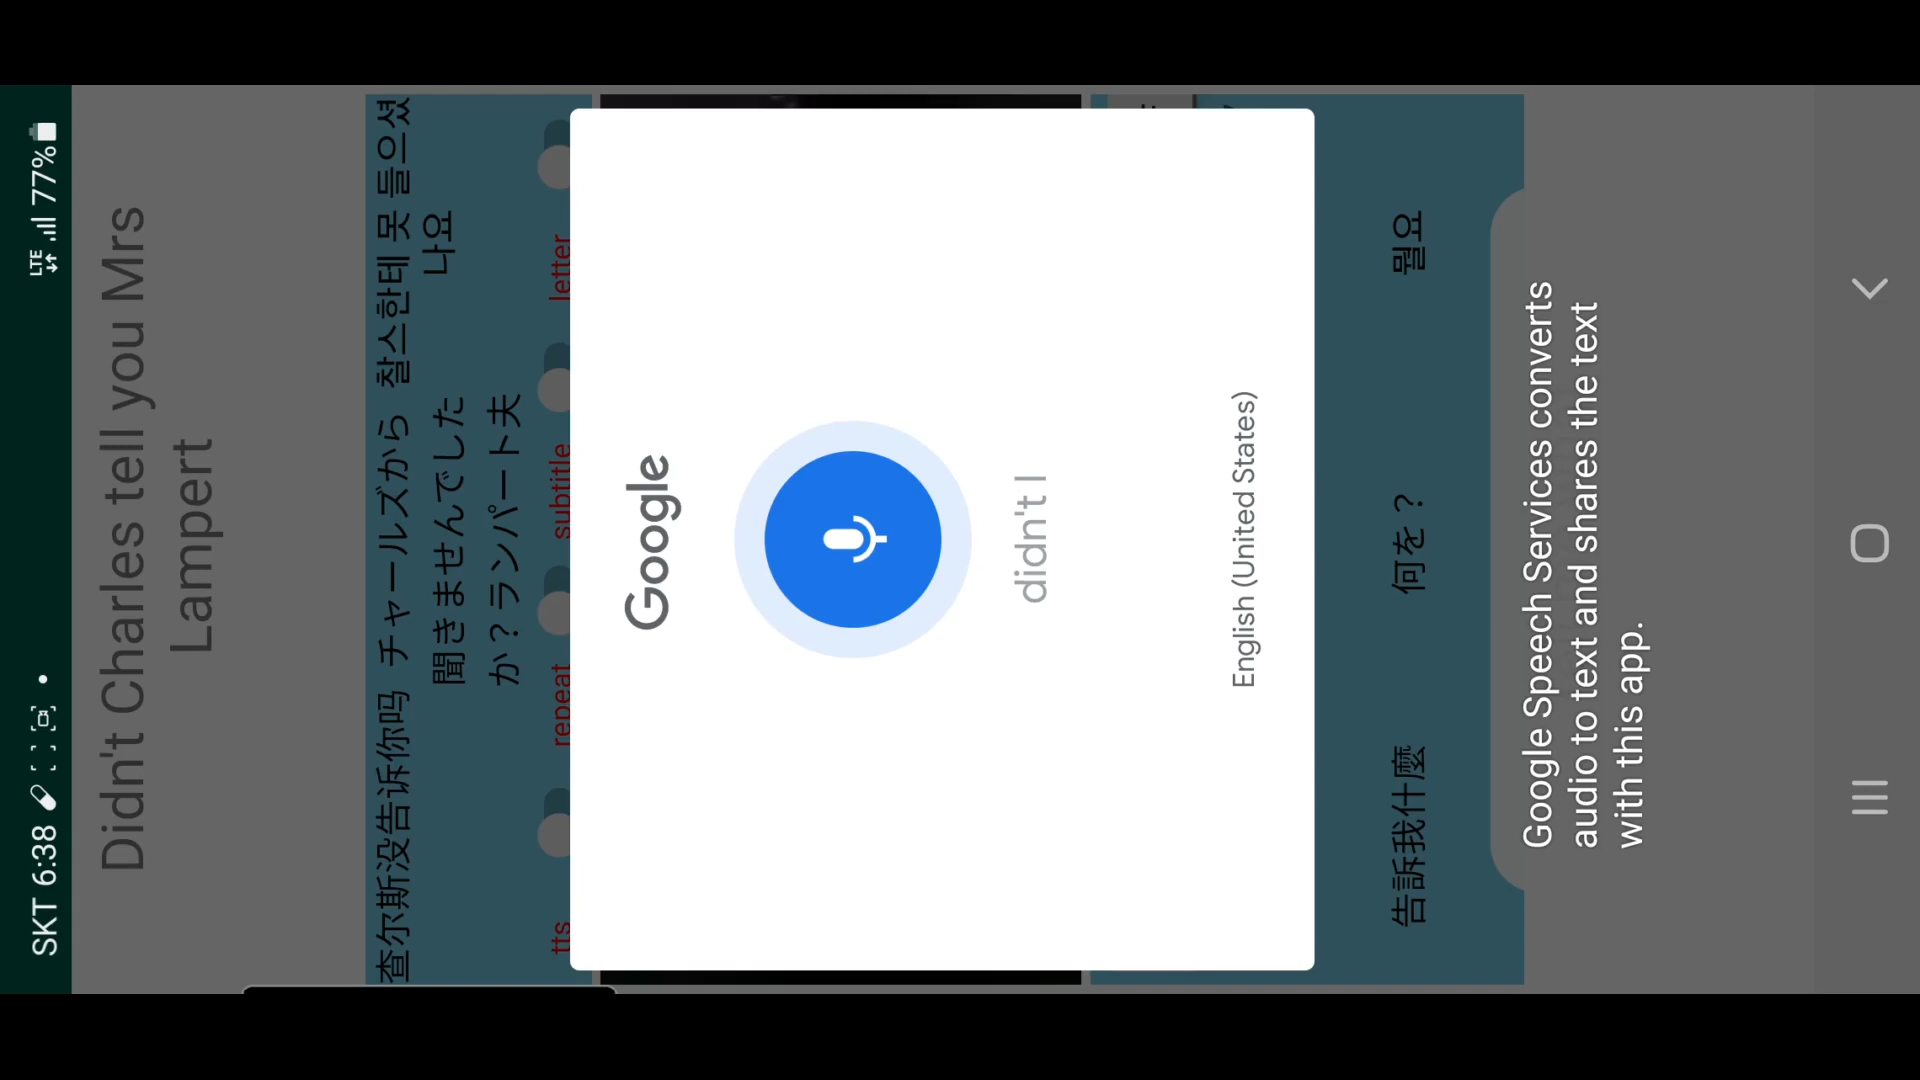 SKT 6:38
LTE 77%
Didn't Charles tell you Mrs
Lampert
查尔斯没告诉你吗
チャールズから
聞きませんでした
か？ランパート夫
찰스한테 못 들으셨
나요
tts
repeat
subtitle
letter
Google
didn't I
English (United States)
告訴我什麼
何を？
뭘요
Google Speech Services converts
audio to text and shares the text
with this app.